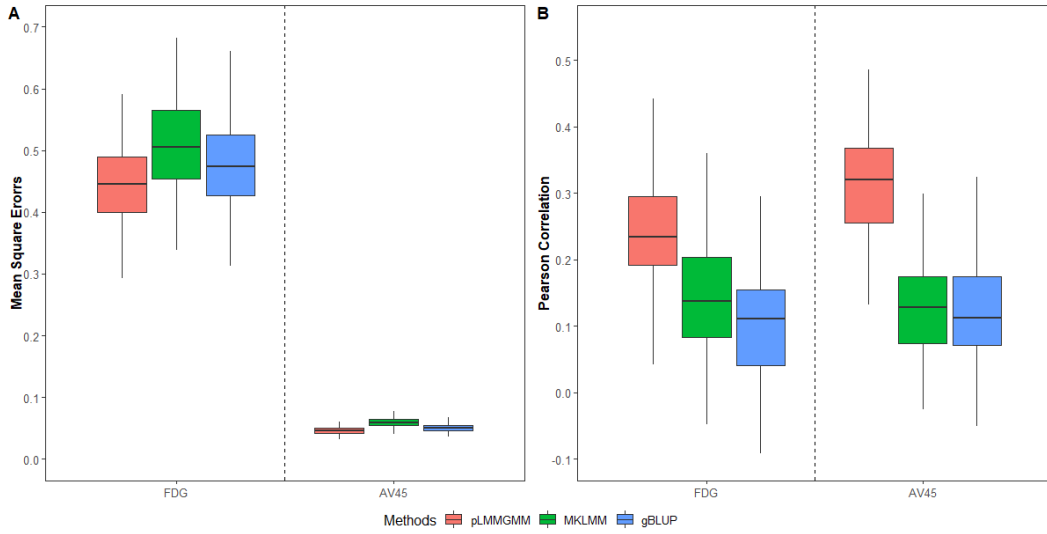 A
Mean Square Erorrs
0.7
0.6
0.5
0.4
0.3
0.2
0.1
0.0
FDG
AV45
B
Pearson Correlation
0.5
0.4
0.3
0.2
0.1
0.0
-0.1
FDG
AV45
Methods pLMMGMM MKLMM gBLUP